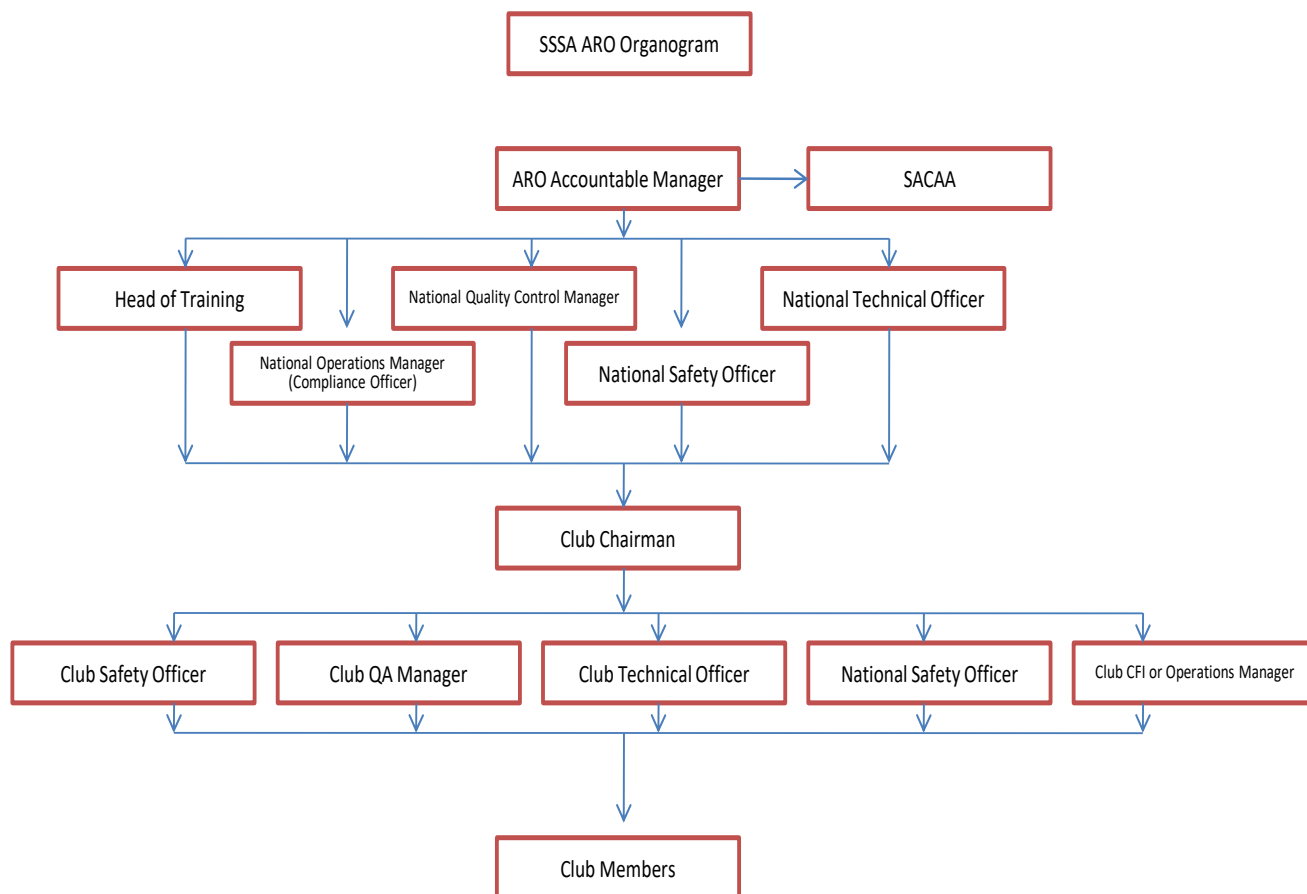 SSSA ARO Organogram
ARO Accountable Manager
SACAA
Head of Training
National Quality Control Manager
National Technical Officer
National Operations Manager
(Compliance Officer)
National Safety Officer
Club Chairman
Club Safety Officer
Club QA Manager
Club Technical Officer
National Safety Officer
Club CFI or Operations Manager
Club Members